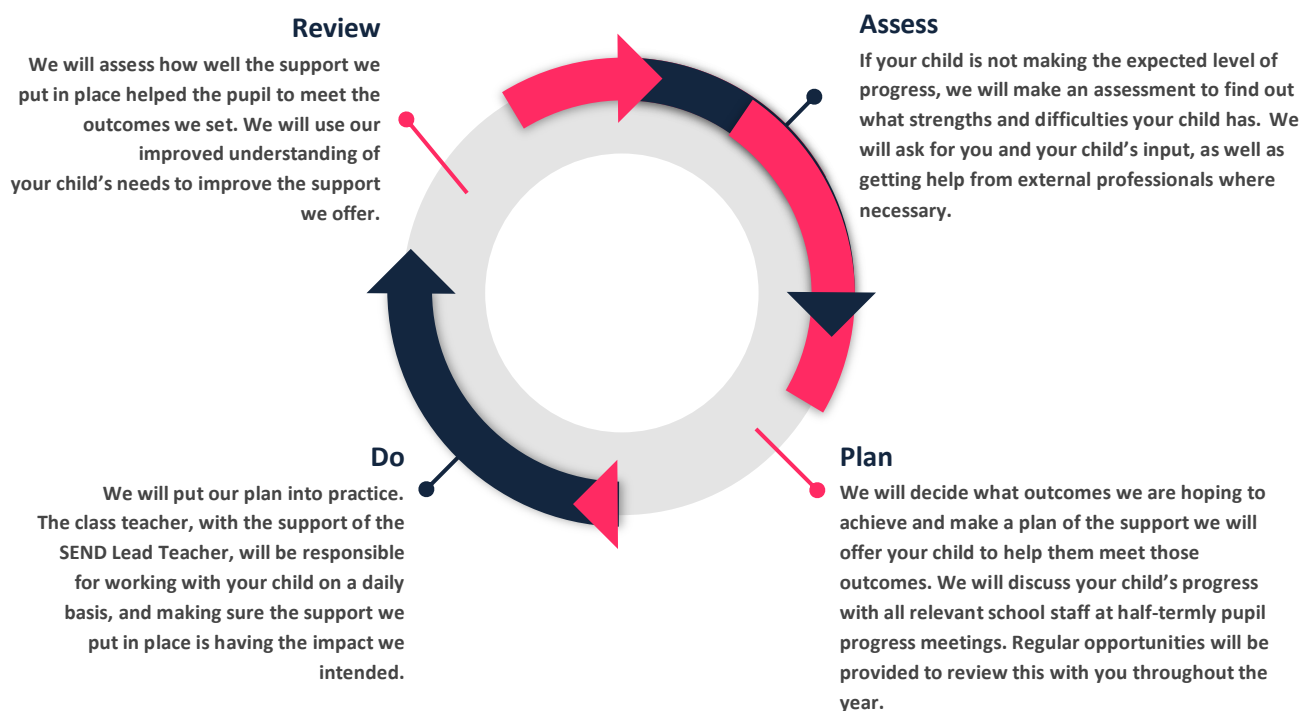 Review
We will assess how well the support we
put in place helped the pupil to meet the
outcomes we set. We will use our
improved understanding of
your child’s needs to improve the support
we offer.
Assess
If your child is not making the expected level of
progress, we will make an assessment to find out
what strengths and difficulties your child has. We
will ask for you and your child’s input, as well as
getting help from external professionals where
necessary.
Do
We will put our plan into practice.
The class teacher, with the support of the
SEND Lead Teacher, will be responsible
for working with your child on a daily
basis, and making sure the support we
put in place is having the impact we
intended.
Plan
We will decide what outcomes we are hoping to
achieve and make a plan of the support we will
offer your child to help them meet those
outcomes. We will discuss your child’s progress
with all relevant school staff at half-termly pupil
progress meetings. Regular opportunities will be
provided to review this with you throughout the
year.